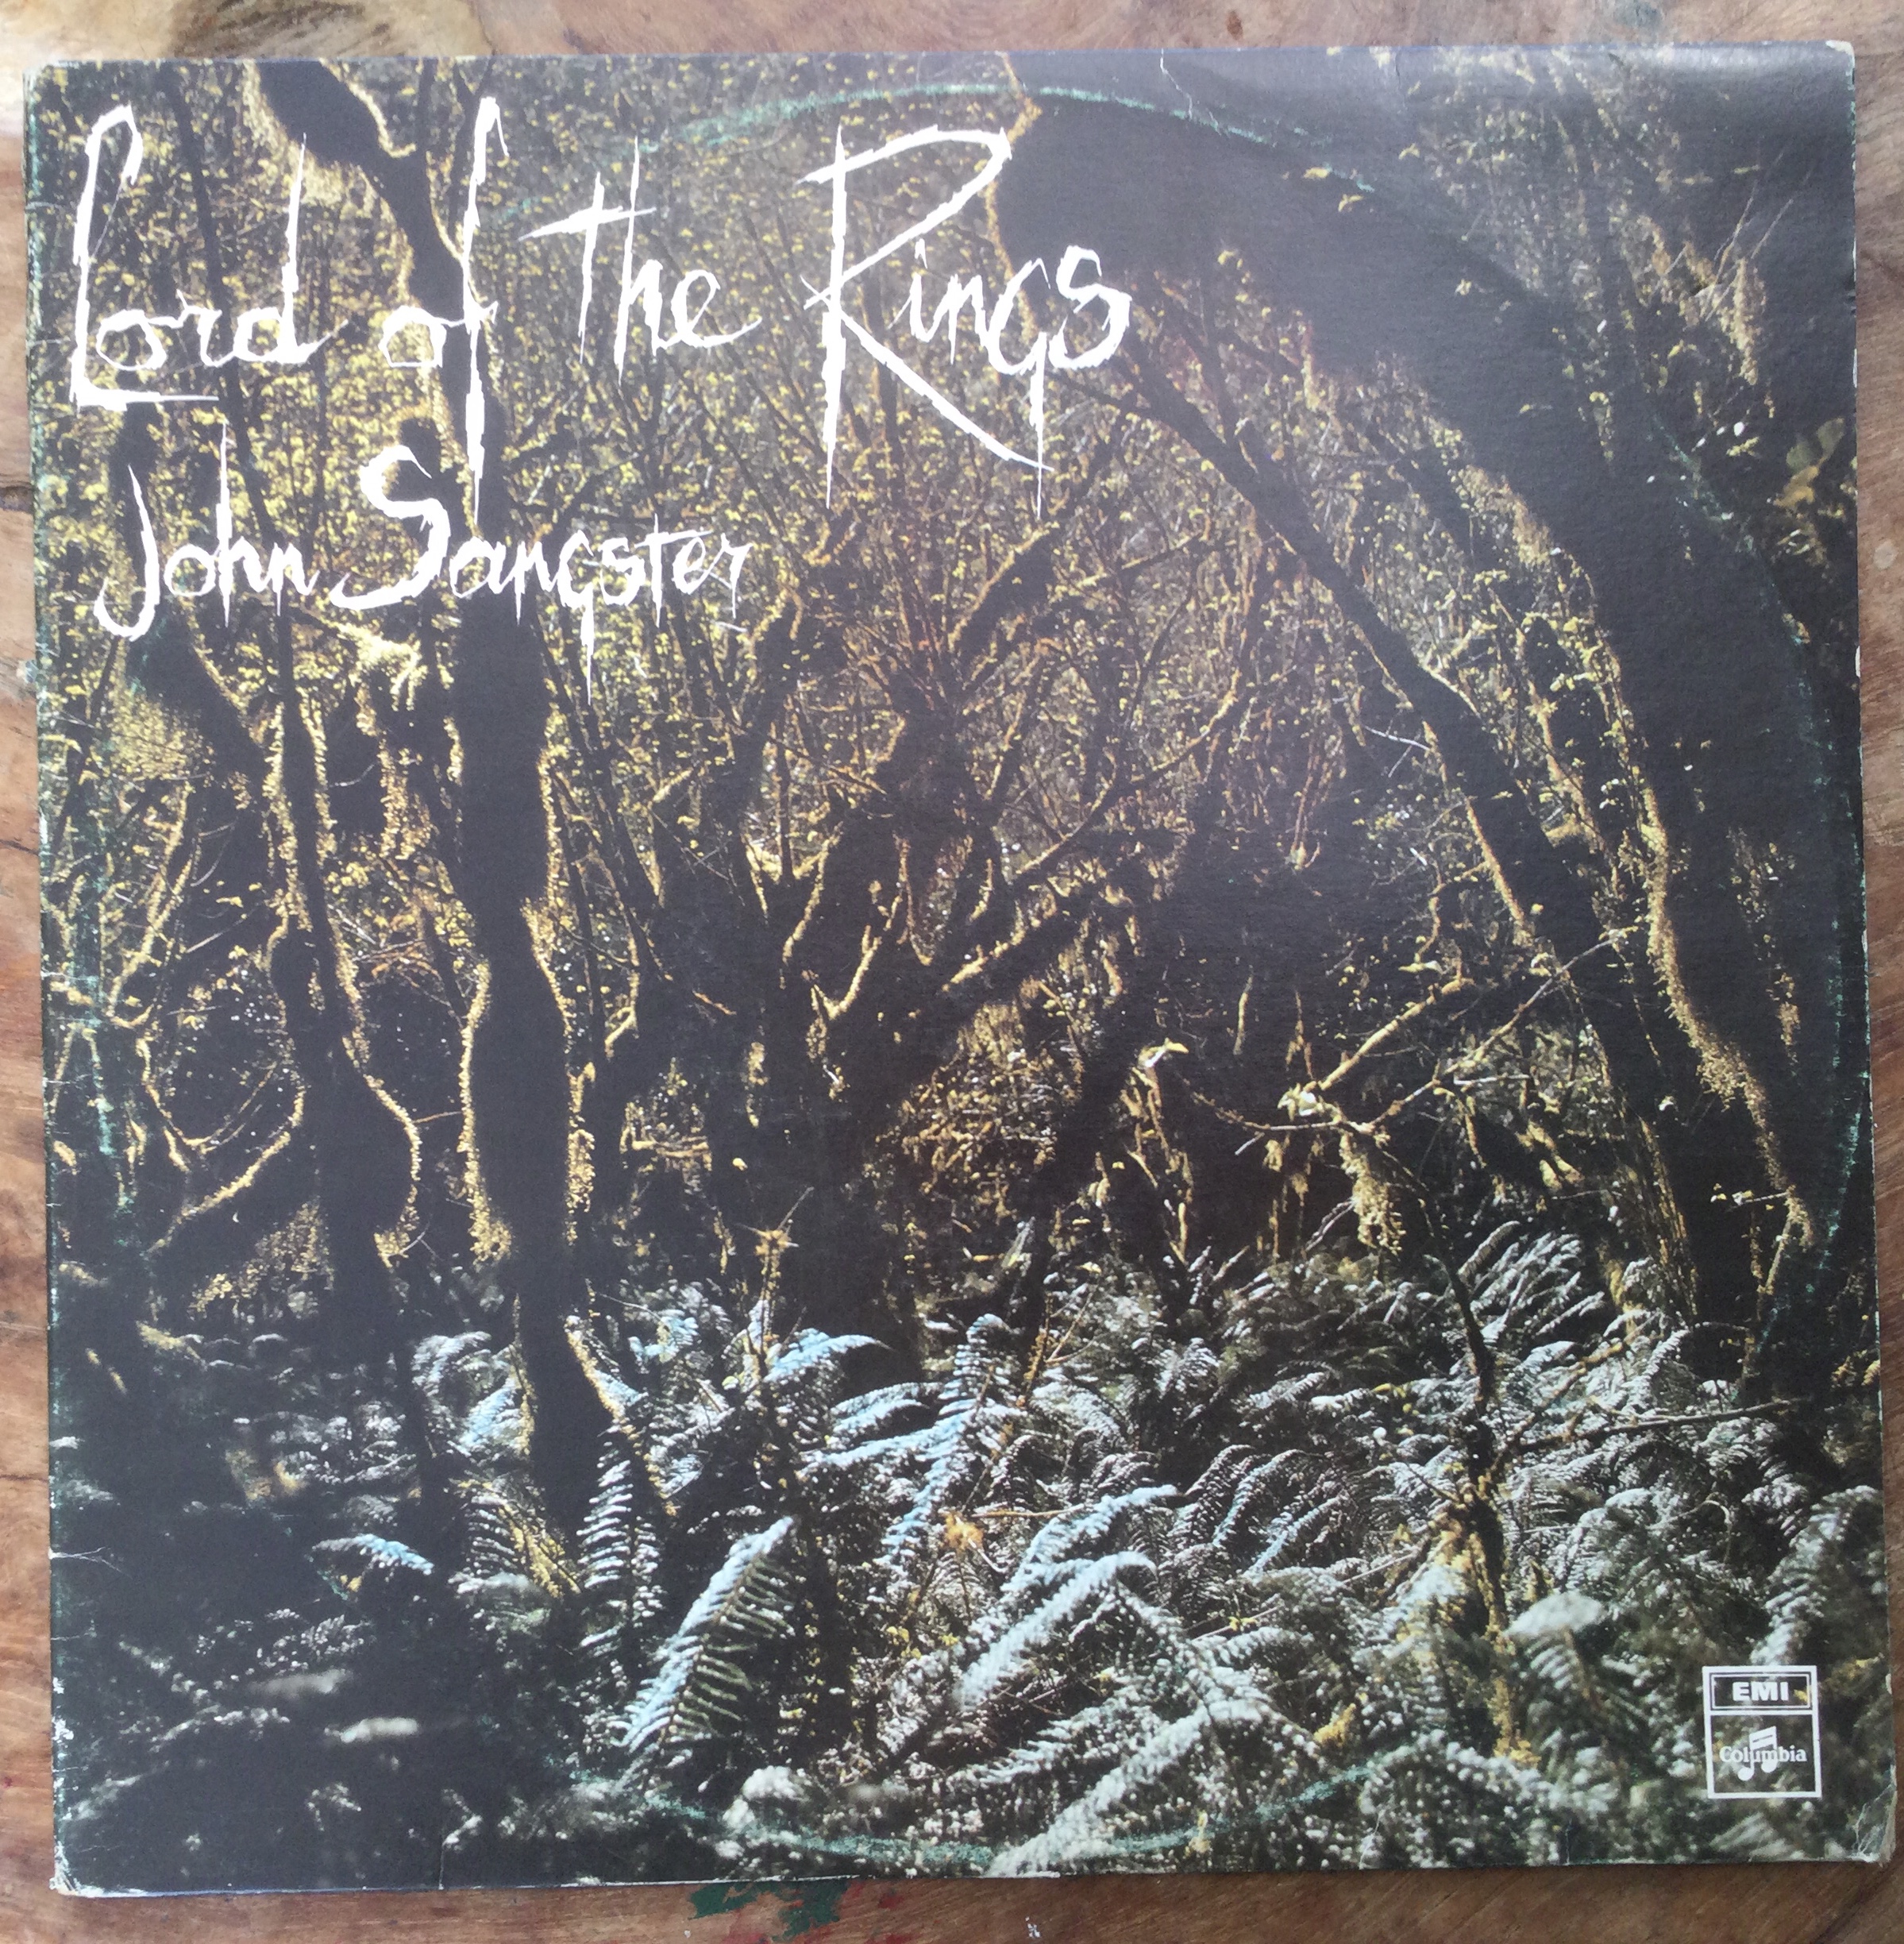 Lord of the Rings
John Sangster
EMI
Columbia